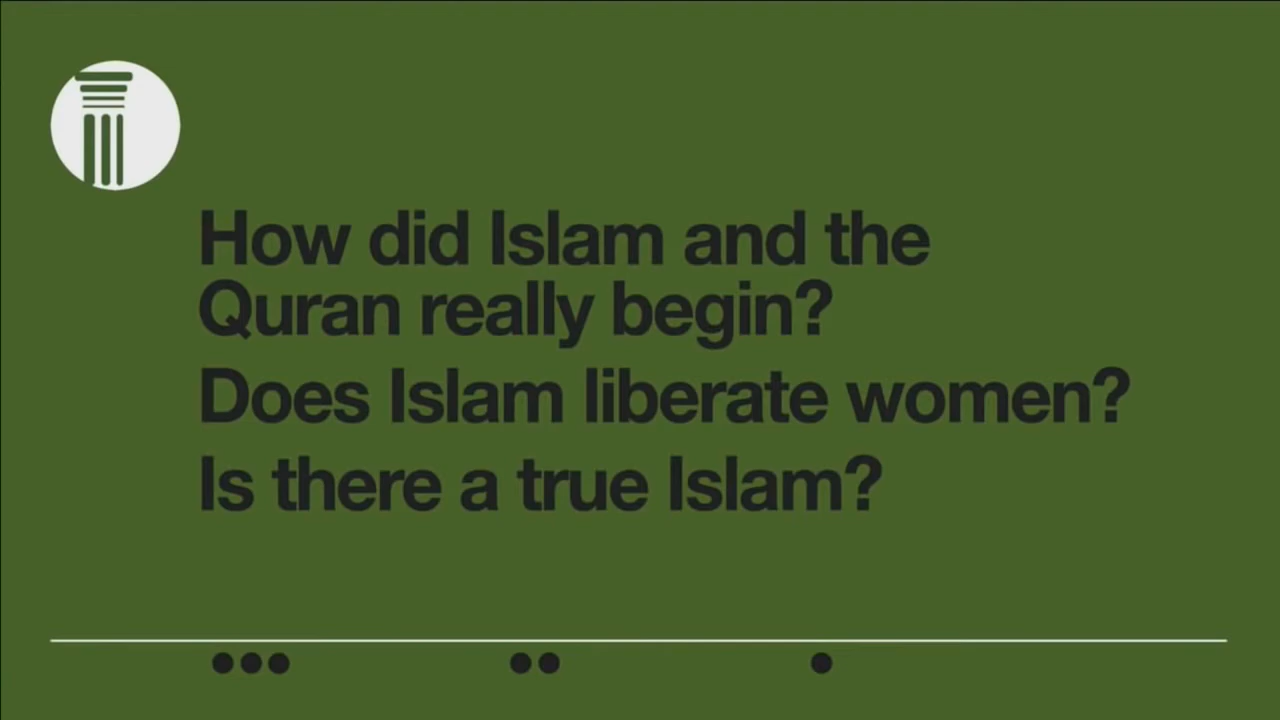 How did Islam and the
Quran really begin?
Does Islam liberate women?
Is there a true Islam?